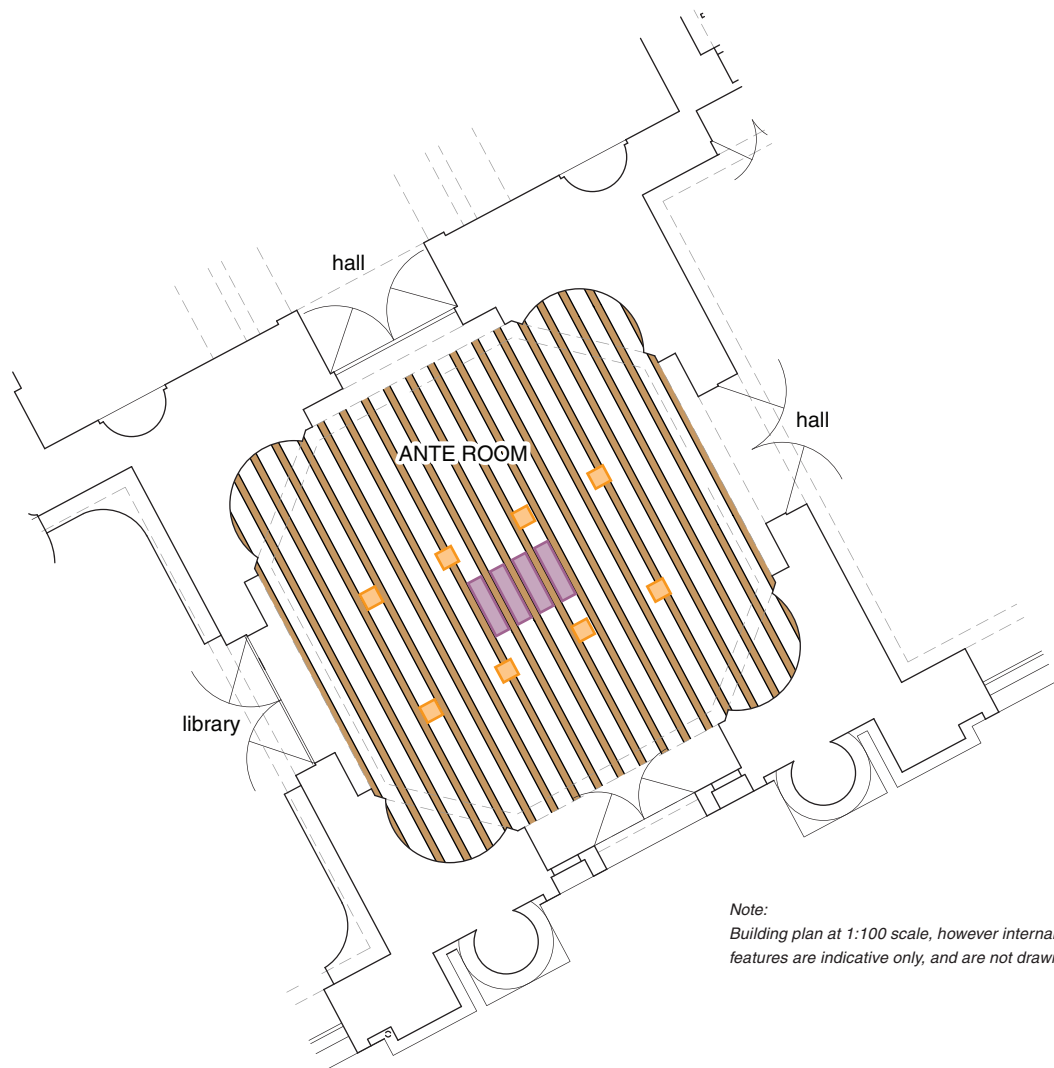 hall
hall
ANTE ROOM
library
Note:
Building plan at 1:100 scale, however internal
features are indicative only, and are not drawn